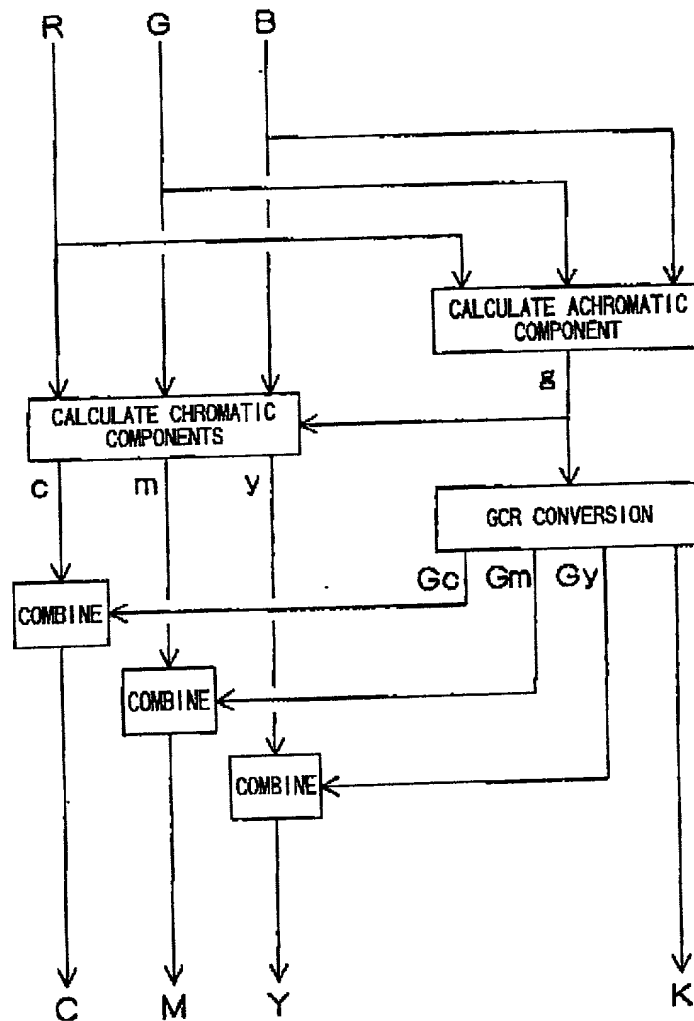 R G B
CALCULATE ACHROMATIC
COMPONENT
g
CALCULATE CHROMATIC
COMPONENTS
c m y
GCR CONVERSION
Gc Gm Gy
COMBINE
COMBINE
COMBINE
C M Y K